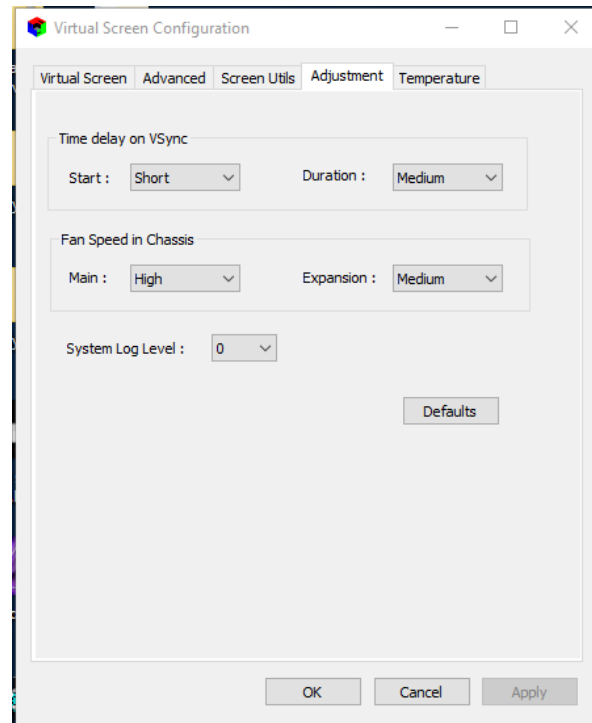 Virtual Screen Configuration
Virtual Screen Advanced Screen Utils Adjustment Temperature
Time delay on VSync
Start : Short Duration : Medium
Fan Speed in Chassis
Main : High Expansion : Medium
System Log Level : 0
Defaults
OK Cancel Apply